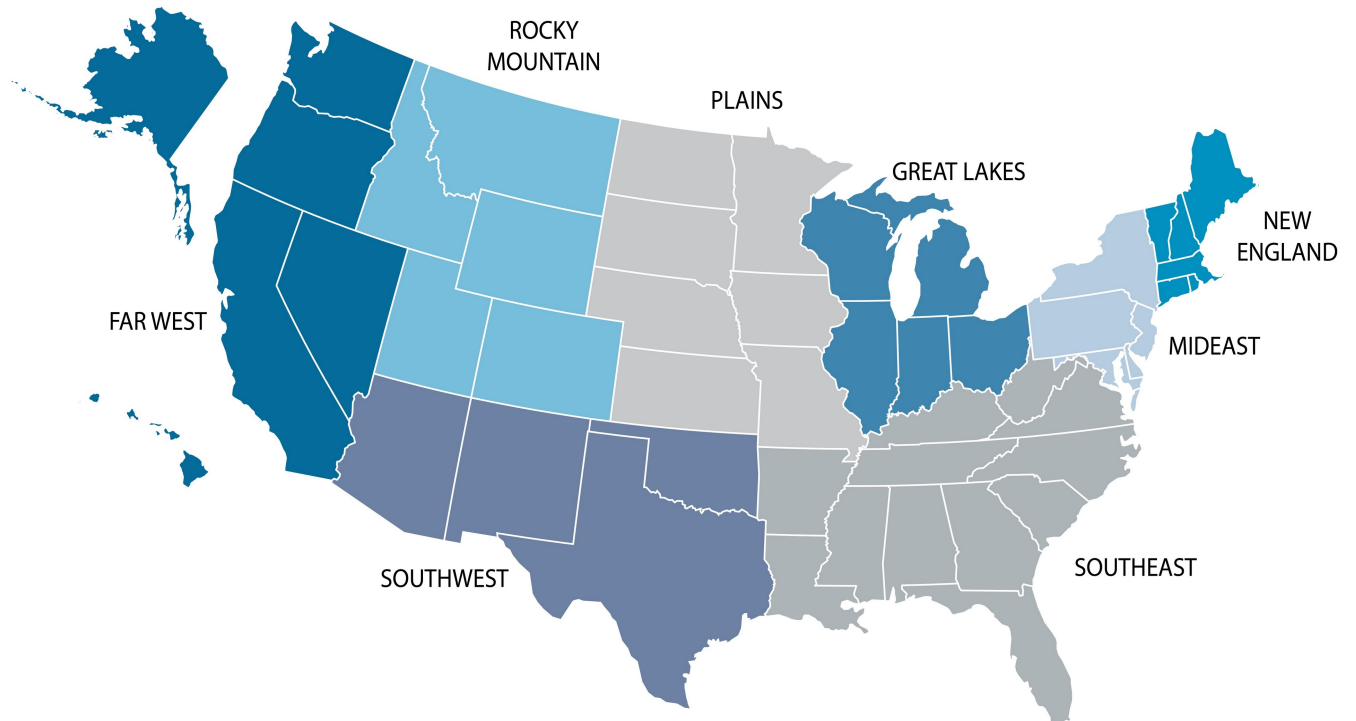 ROCKY
MOUNTAIN
PLAINS
GREAT LAKES
NEW
ENGLAND
FAR WEST
MIDEAST
SOUTHWEST
SOUTHEAST